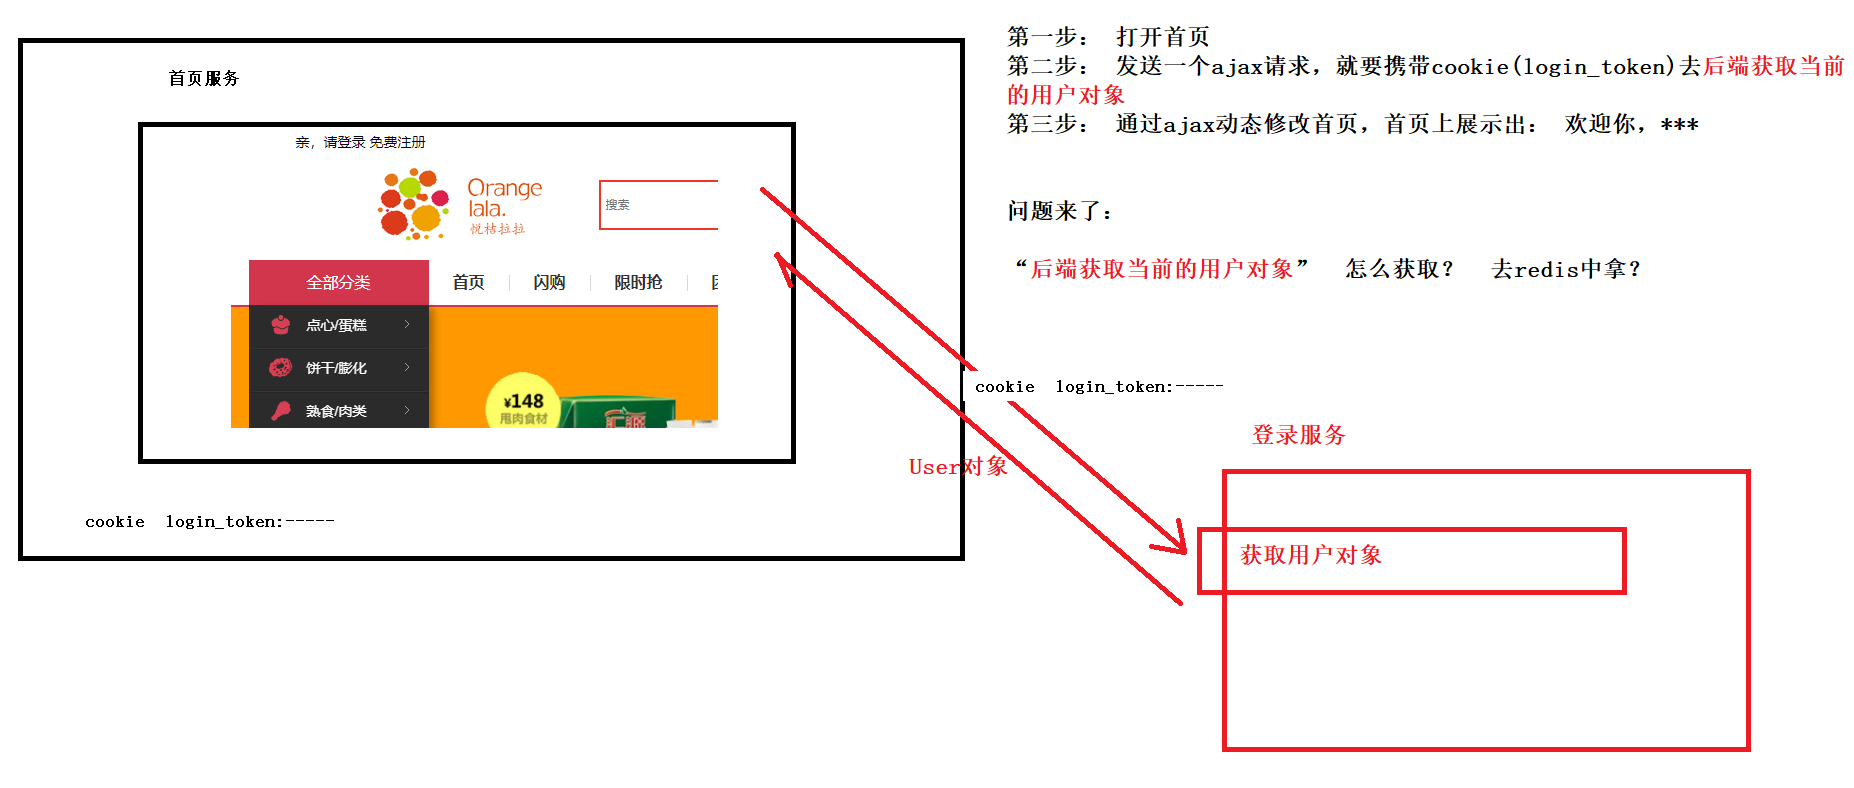 首页服务
亲，请登录 免费注册
Orange
lala.
悦桔拉拉
搜索
全部分类
首页
闪购
限时抢
点心/蛋糕
饼干/膨化
熟食/肉类
¥148
甩肉食材
cookie  login_token:-----
第一步： 打开首页
第二步： 发送一个ajax请求，就要携带cookie(login_token)去后端获取当前
的用户对象
第三步： 通过ajax动态修改首页，首页上展示出： 欢迎你，***
问题来了：
“后端获取当前的用户对象”  怎么获取？  去redis中拿？
cookie  login_token:-----
User对象
登录服务
获取用户对象